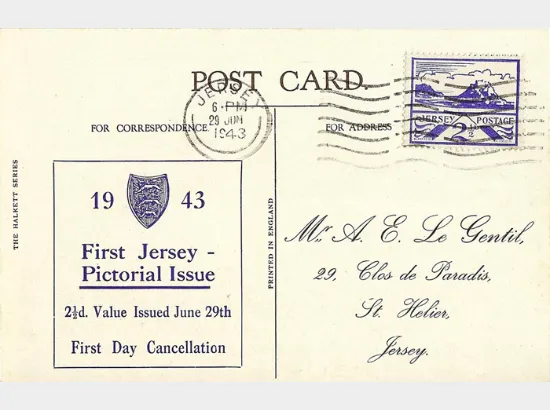 POST CARD.
JERSEY
6·PM
29 JUN
1943
JERSEY POSTAGE
2½
FOR CORRESPONDENCE.
FOR ADDRESS
THE HALKETT SERIES
19 43
First Jersey -
Pictorial Issue
2½d. Value Issued June 29th
First Day Cancellation
PRINTED IN ENGLAND
Mr. A. E. Le Gentil,
29, Clos de Paradis,
St. Helier,
Jersey.